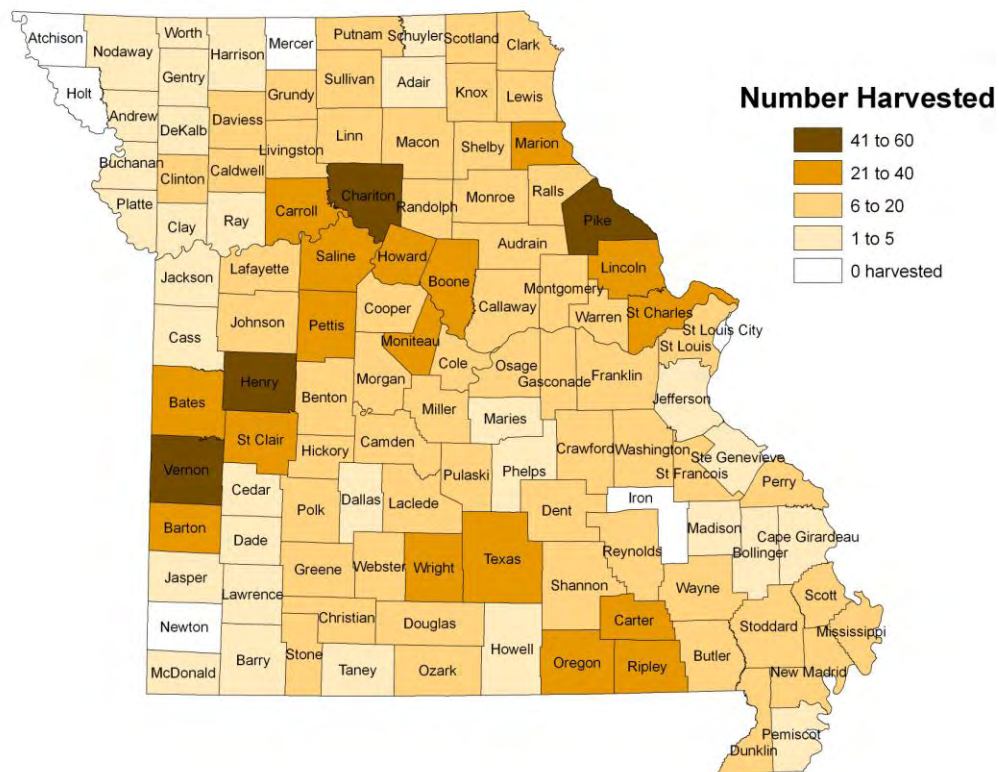 Number Harvested
41 to 60
21 to 40
6 to 20
1 to 5
0 harvested
Atchison
Nodaway
Worth
Harrison
Mercer
Putnam
Schuyler
Scotland
Clark
Gentry
Sullivan
Adair
Knox
Lewis
Holt
Andrew
DeKalb
Daviess
Grundy
Linn
Macon
Shelby
Marion
Buchanan
Clinton
Caldwell
Livingston
Chariton
Randolph
Monroe
Ralls
Pike
Platte
Clay
Ray
Carroll
Audrain
Saline
Howard
Boone
Lincoln
Jackson
Lafayette
Cooper
Callaway
Montgomery
Warren
St Charles
St Louis City
St Louis
Cass
Johnson
Pettis
Moniteau
Cole
Osage
Gasconade
Franklin
Jefferson
Bates
Henry
Benton
Morgan
Miller
Maries
St Clair
Hickory
Camden
Pulaski
Phelps
Crawford
Washington
St Francois
Ste Genevieve
Perry
Vernon
Cedar
Dallas
Laclede
Dent
Iron
Madison
Bollinger
Cape Girardeau
Barton
Dade
Polk
Jasper
Greene
Webster
Wright
Texas
Shannon
Reynolds
Wayne
Scott
Lawrence
Christian
Douglas
Carter
Stoddard
Mississippi
Newton
McDonald
Barry
Stone
Taney
Ozark
Howell
Oregon
Ripley
Butler
New Madrid
Pemiscot
Dunklin